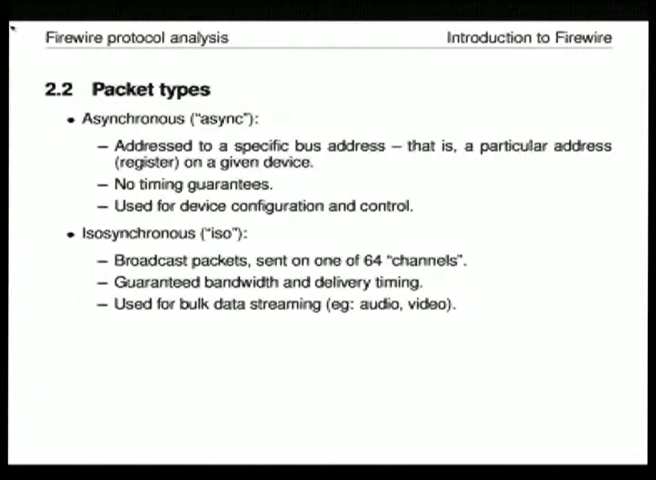 Firewire protocol analysis Introduction to Firewire
2.2 Packet types
• Asynchronous (“async”):
– Addressed to a specific bus address – that is, a particular address
(register) on a given device.
– No timing guarantees.
– Used for device configuration and control.
• Isosynchronous (“iso”):
– Broadcast packets, sent on one of 64 “channels”.
– Guaranteed bandwidth and delivery timing.
– Used for bulk data streaming (eg: audio, video).